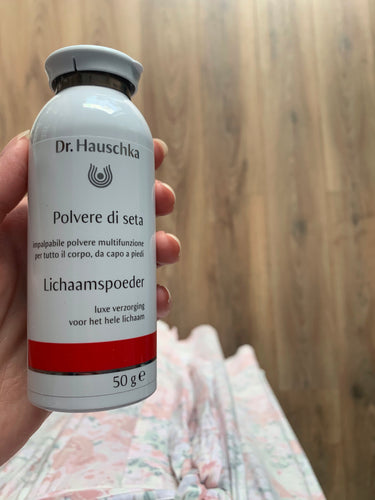 Dr. Hauschka
Polvere di seta
impalpabile polvere multifunzione
per tutto il corpo, da capo a piedi
Lichaamspoeder
luxe verzorging
voor het hele lichaam
50 g ℮